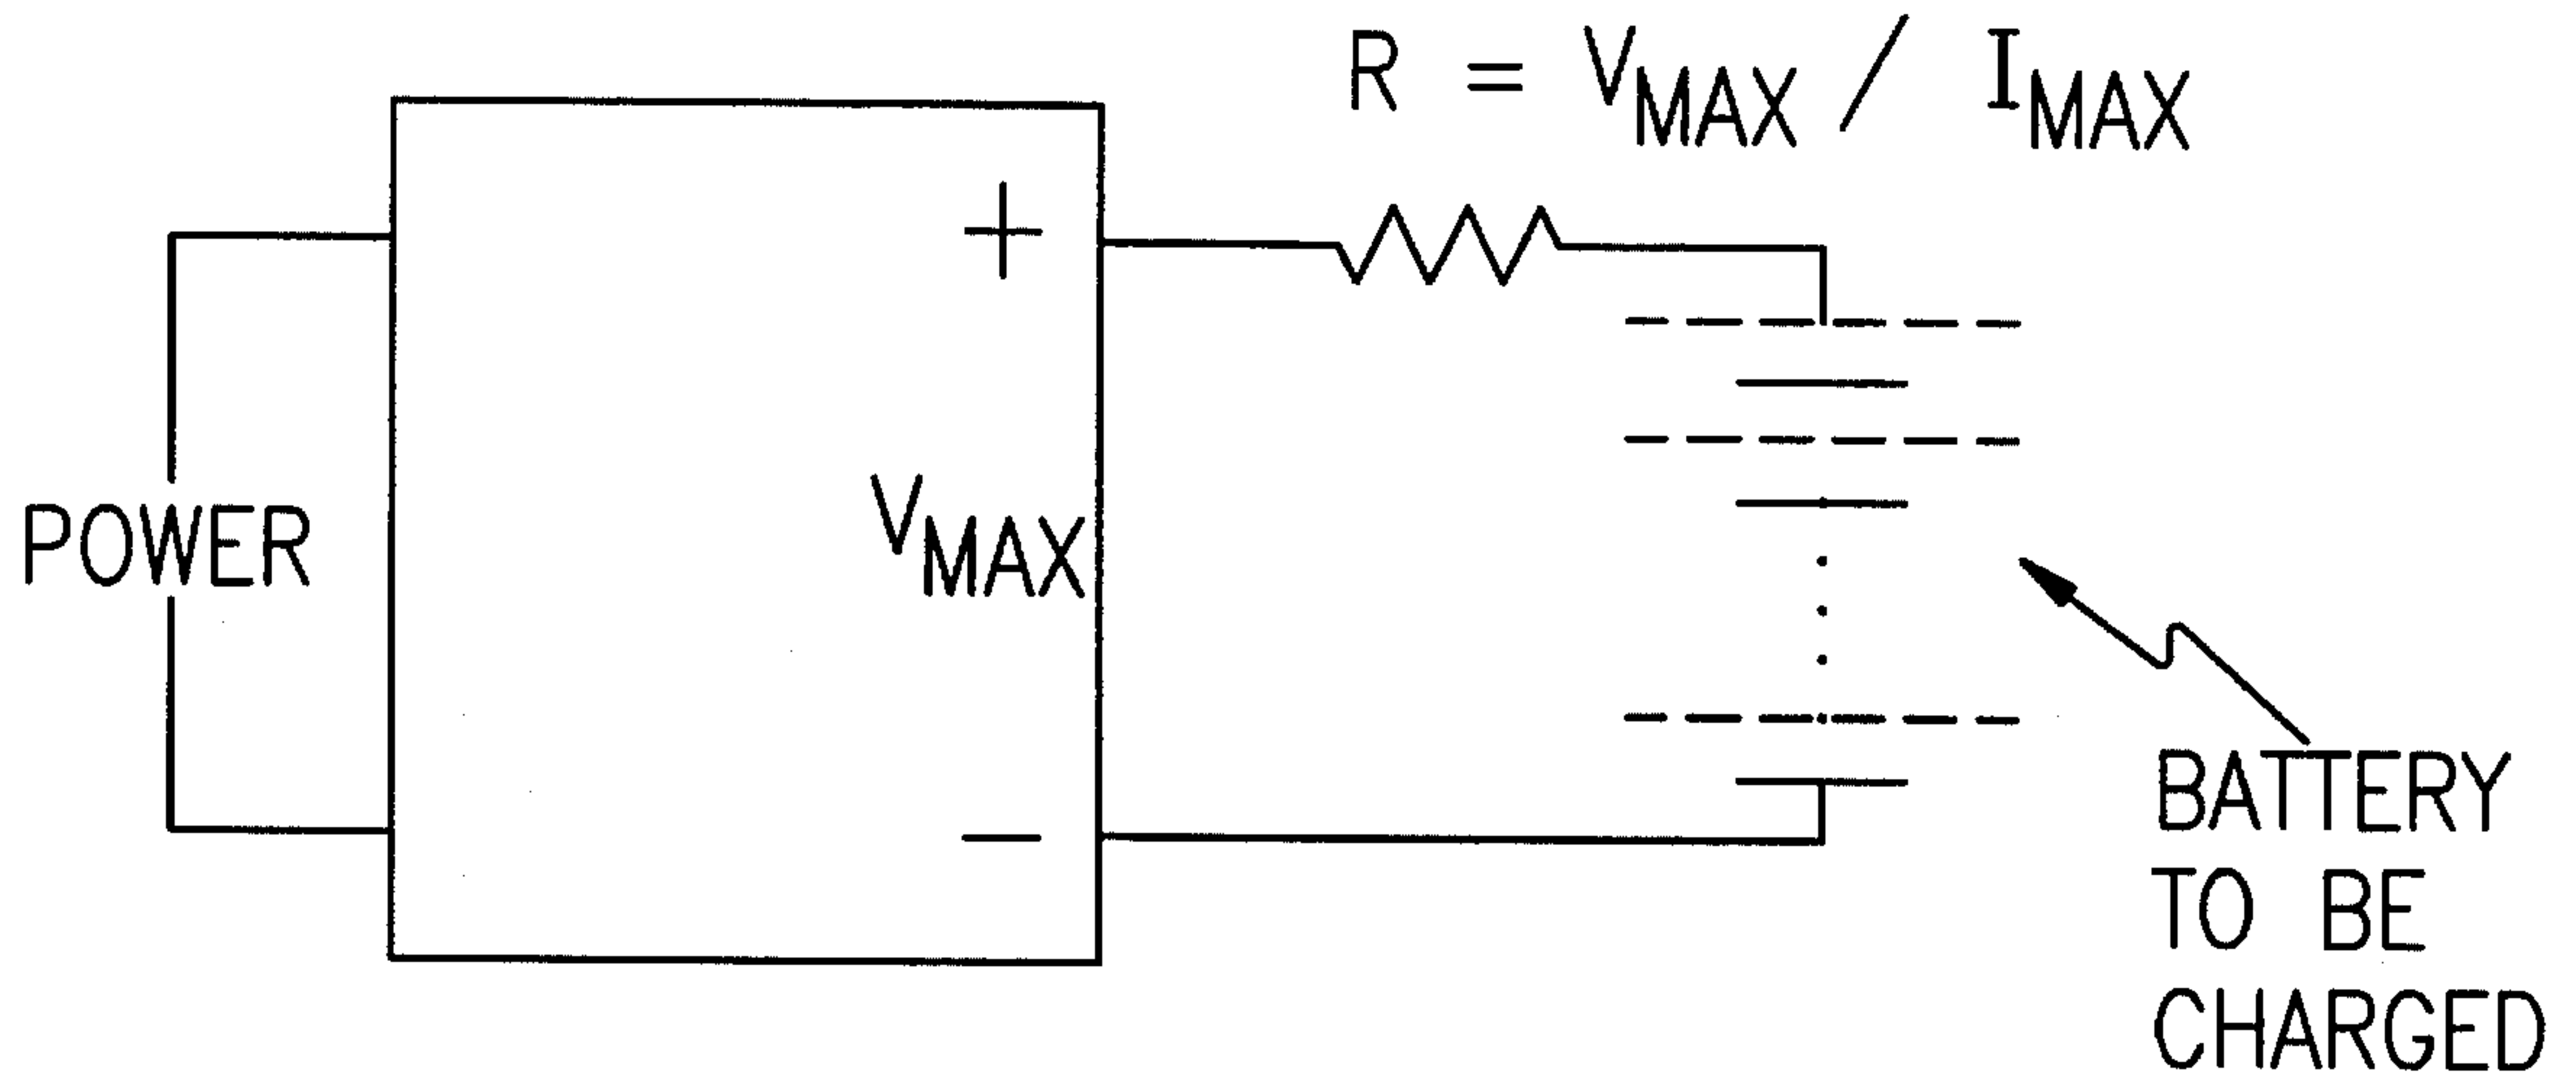 R = VMAX / IMAX
+
POWER
VMAX
−
BATTERY
TO BE
CHARGED